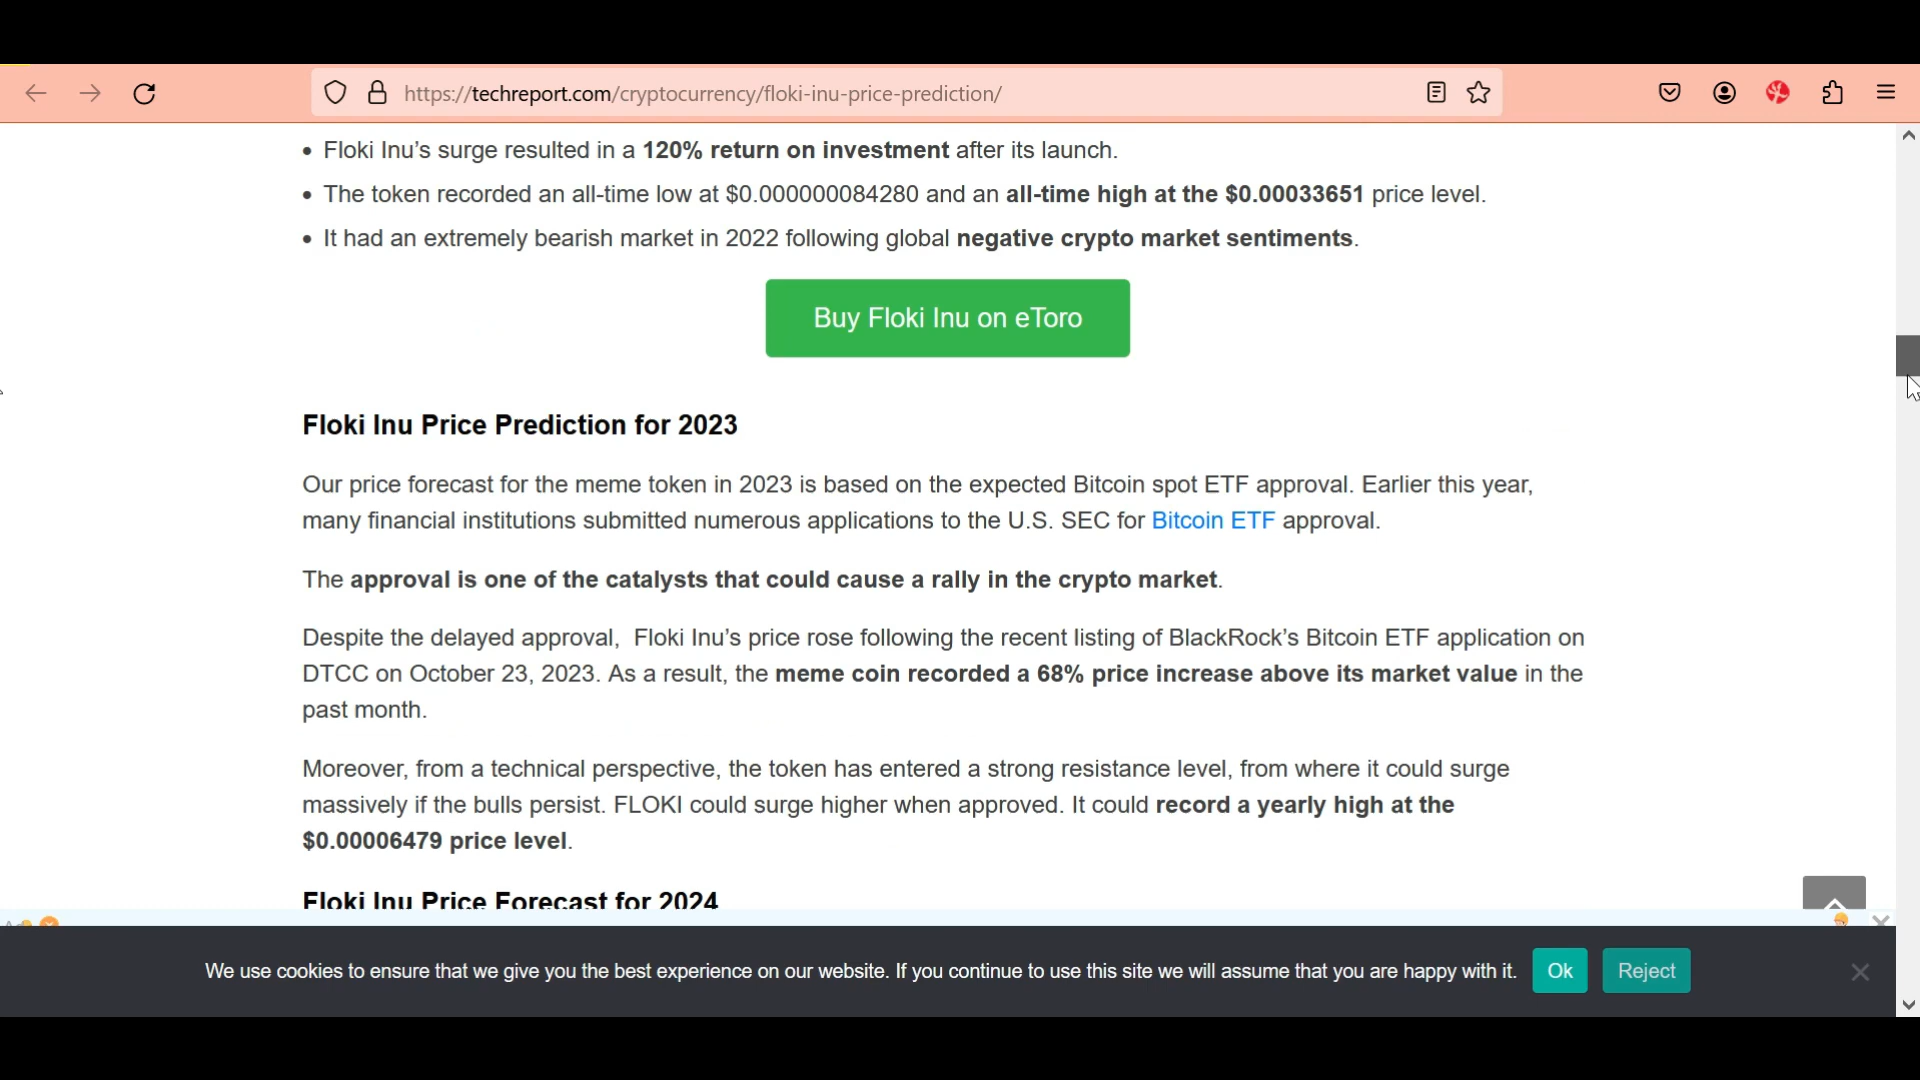 https://techreport.com/cryptocurrency/floki-inu-price-prediction/
• Floki Inu’s surge resulted in a 120% return on investment after its launch.
• The token recorded an all-time low at $0.000000084280 and an all-time high at the $0.00033651 price level.
• It had an extremely bearish market in 2022 following global negative crypto market sentiments.
Buy Floki Inu on eToro
Floki Inu Price Prediction for 2023
Our price forecast for the meme token in 2023 is based on the expected Bitcoin spot ETF approval. Earlier this year,
many financial institutions submitted numerous applications to the U.S. SEC for Bitcoin ETF approval.
The approval is one of the catalysts that could cause a rally in the crypto market.
Despite the delayed approval,  Floki Inu’s price rose following the recent listing of BlackRock’s Bitcoin ETF application on
DTCC on October 23, 2023. As a result, the meme coin recorded a 68% price increase above its market value in the
past month.
Moreover, from a technical perspective, the token has entered a strong resistance level, from where it could surge
massively if the bulls persist. FLOKI could surge higher when approved. It could record a yearly high at the
$0.00006479 price level.
Floki Inu Price Forecast for 2024
We use cookies to ensure that we give you the best experience on our website. If you continue to use this site we will assume that you are happy with it. Ok Reject